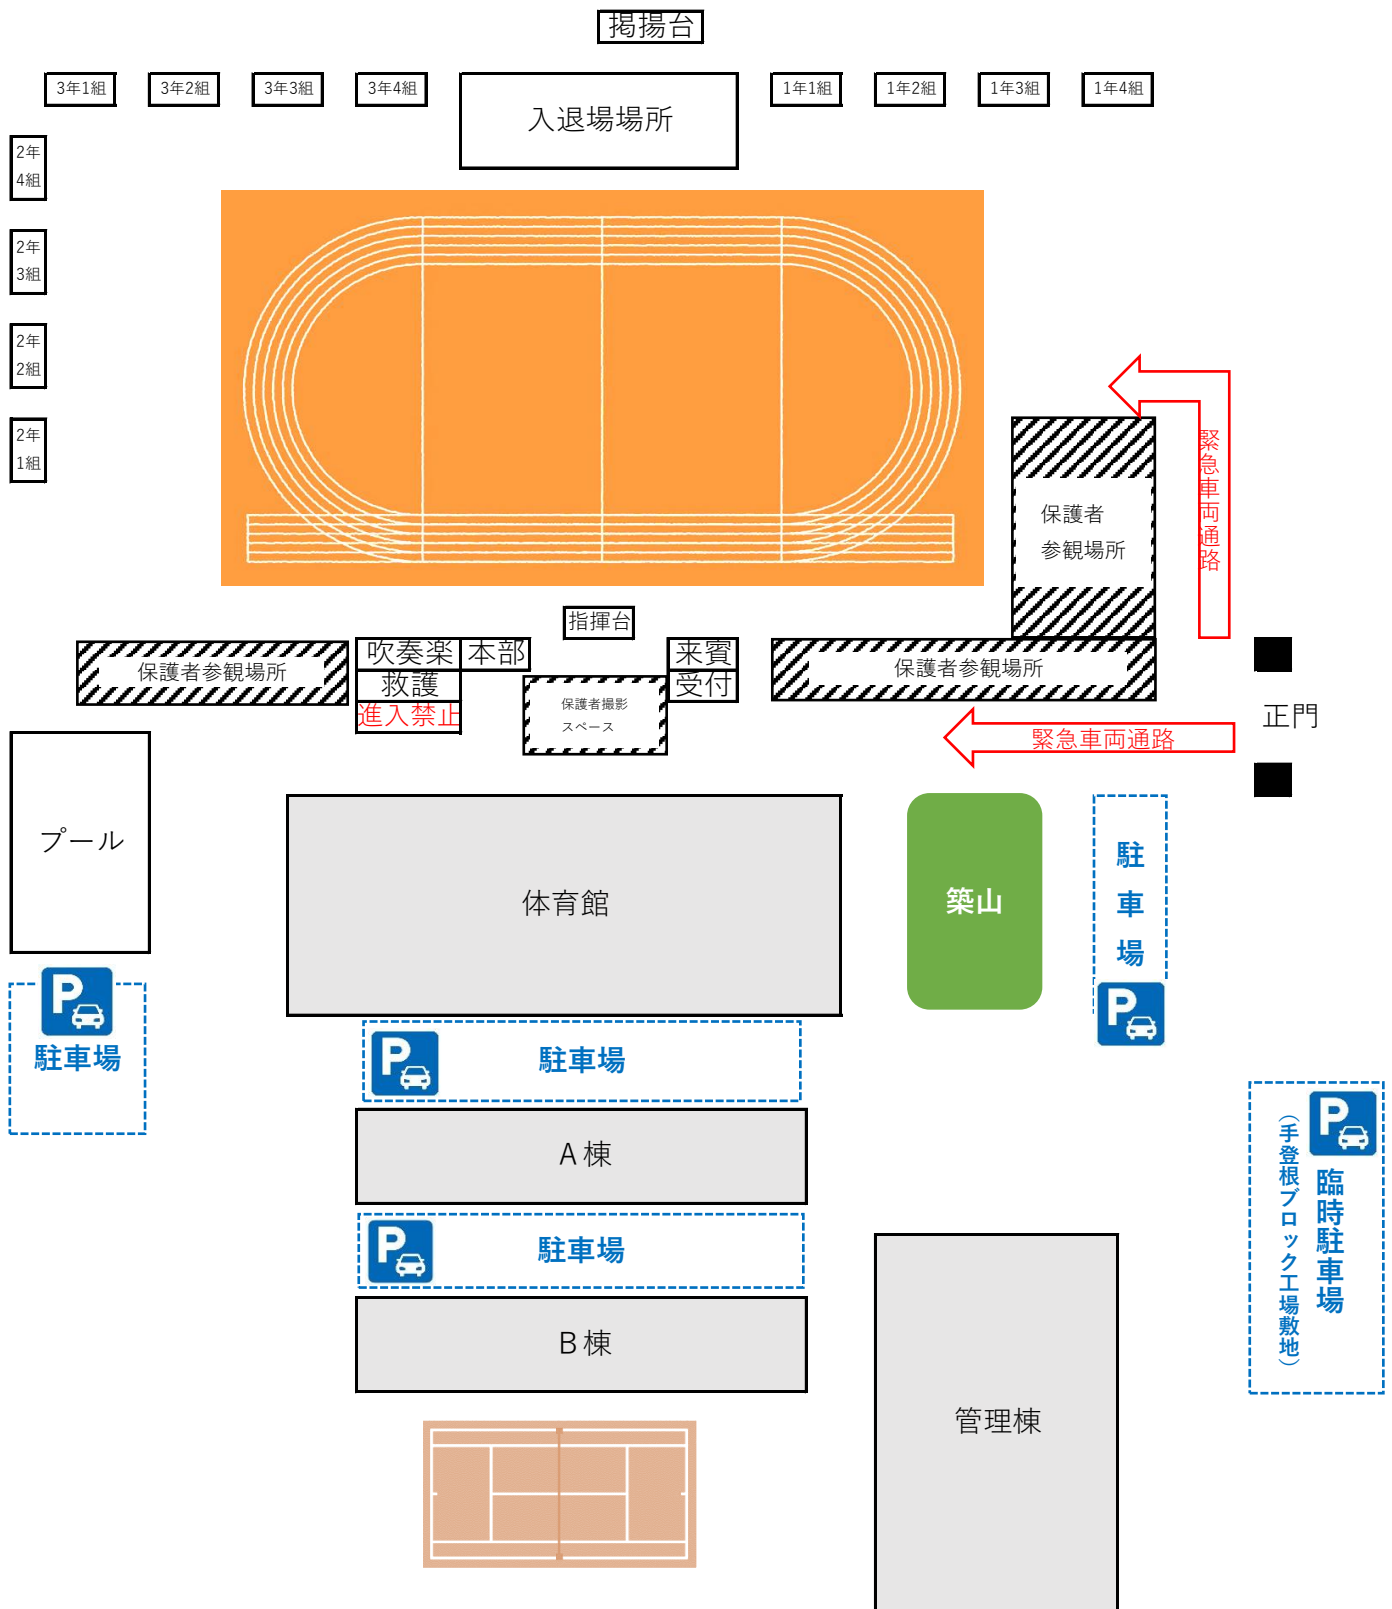 掲揚台
3年1組
3年2組
3年3組
3年4組
入退場場所
1年1組
1年2組
1年3組
1年4組
2年
4組
2年
3組
2年
2組
2年
1組
緊急車両通路
保護者
参観場所
指揮台
吹奏楽
本部
来賓
保護者参観場所
救護
受付
保護者参観場所
進入禁止
保護者撮影
スペース
緊急車両通路
正門
プール
体育館
築山
駐車場
P
P
駐車場
P
駐車場
A棟
P
臨時駐車場
（手登根ブロック工場敷地）
P
駐車場
B棟
管理棟